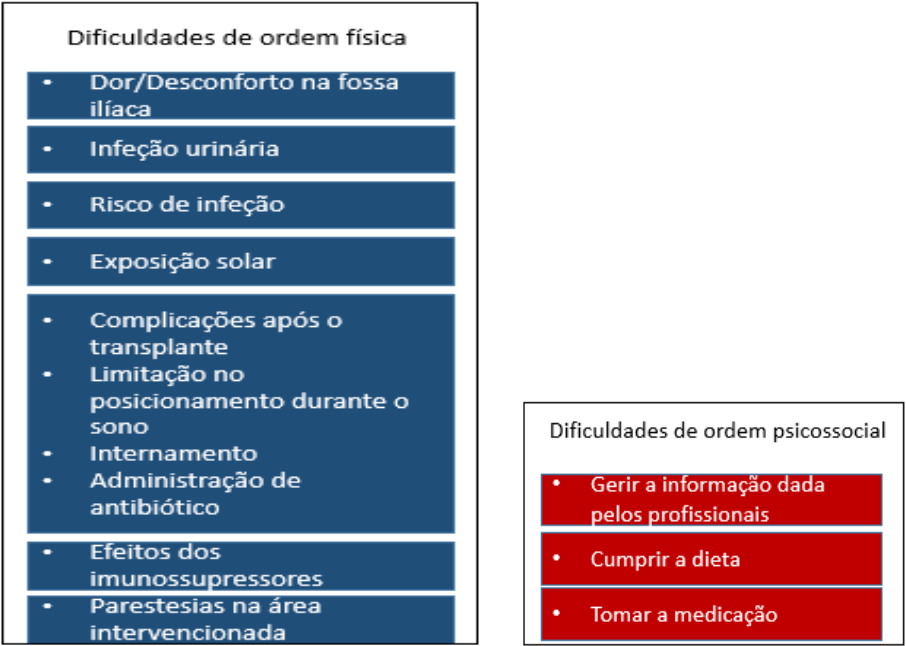 Dificuldades de ordem física
• Dor/Desconforto na fossa
ilíaca
• Infeção urinária
• Risco de infeção
• Exposição solar
• Complicações após o
transplante
• Limitação no
posicionamento durante o
sono
• Internamento
• Administração de
antibiótico
• Efeitos dos
imunossupressores
• Parestesias na área
intervencionada
Dificuldades de ordem psicossocial
• Gerir a informação dada
pelos profissionais
• Cumprir a dieta
• Tomar a medicação